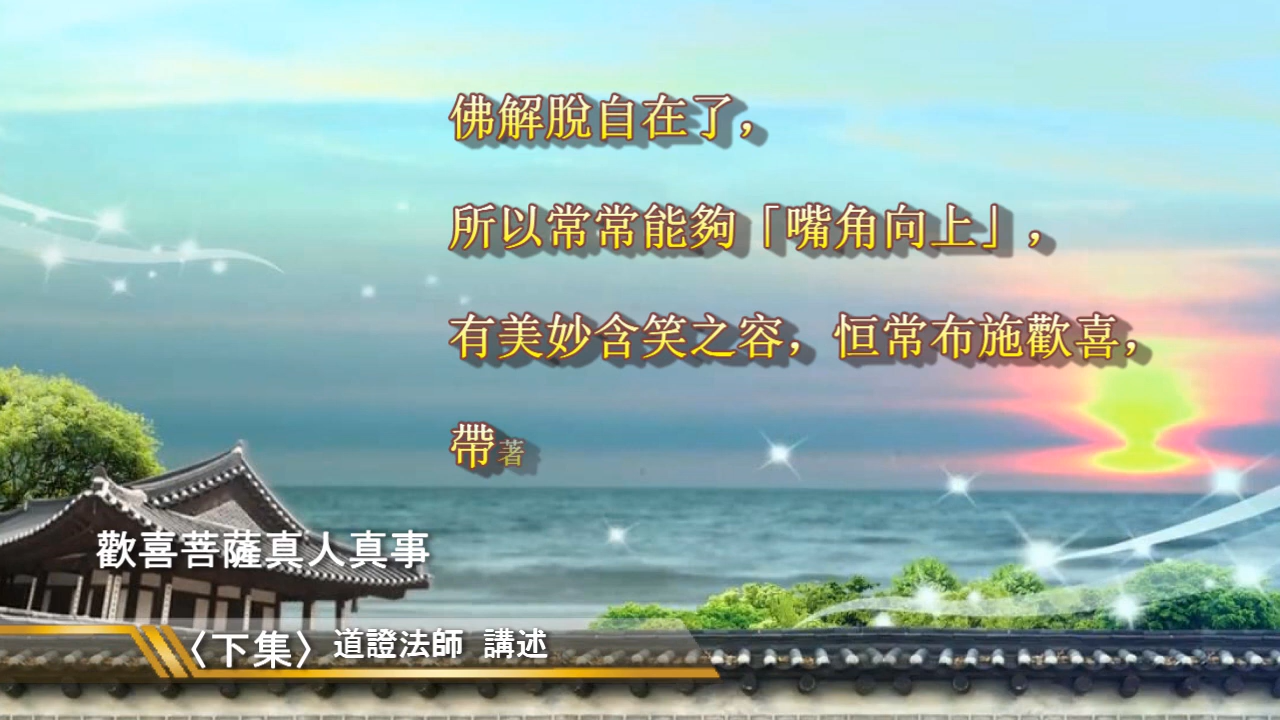 佛解脫自在了，
所以常常能夠「嘴角向上」，
有美妙含笑之容，恒常布施歡喜，
帶著
歡喜菩薩真人真事
〈下集〉道證法師 講述